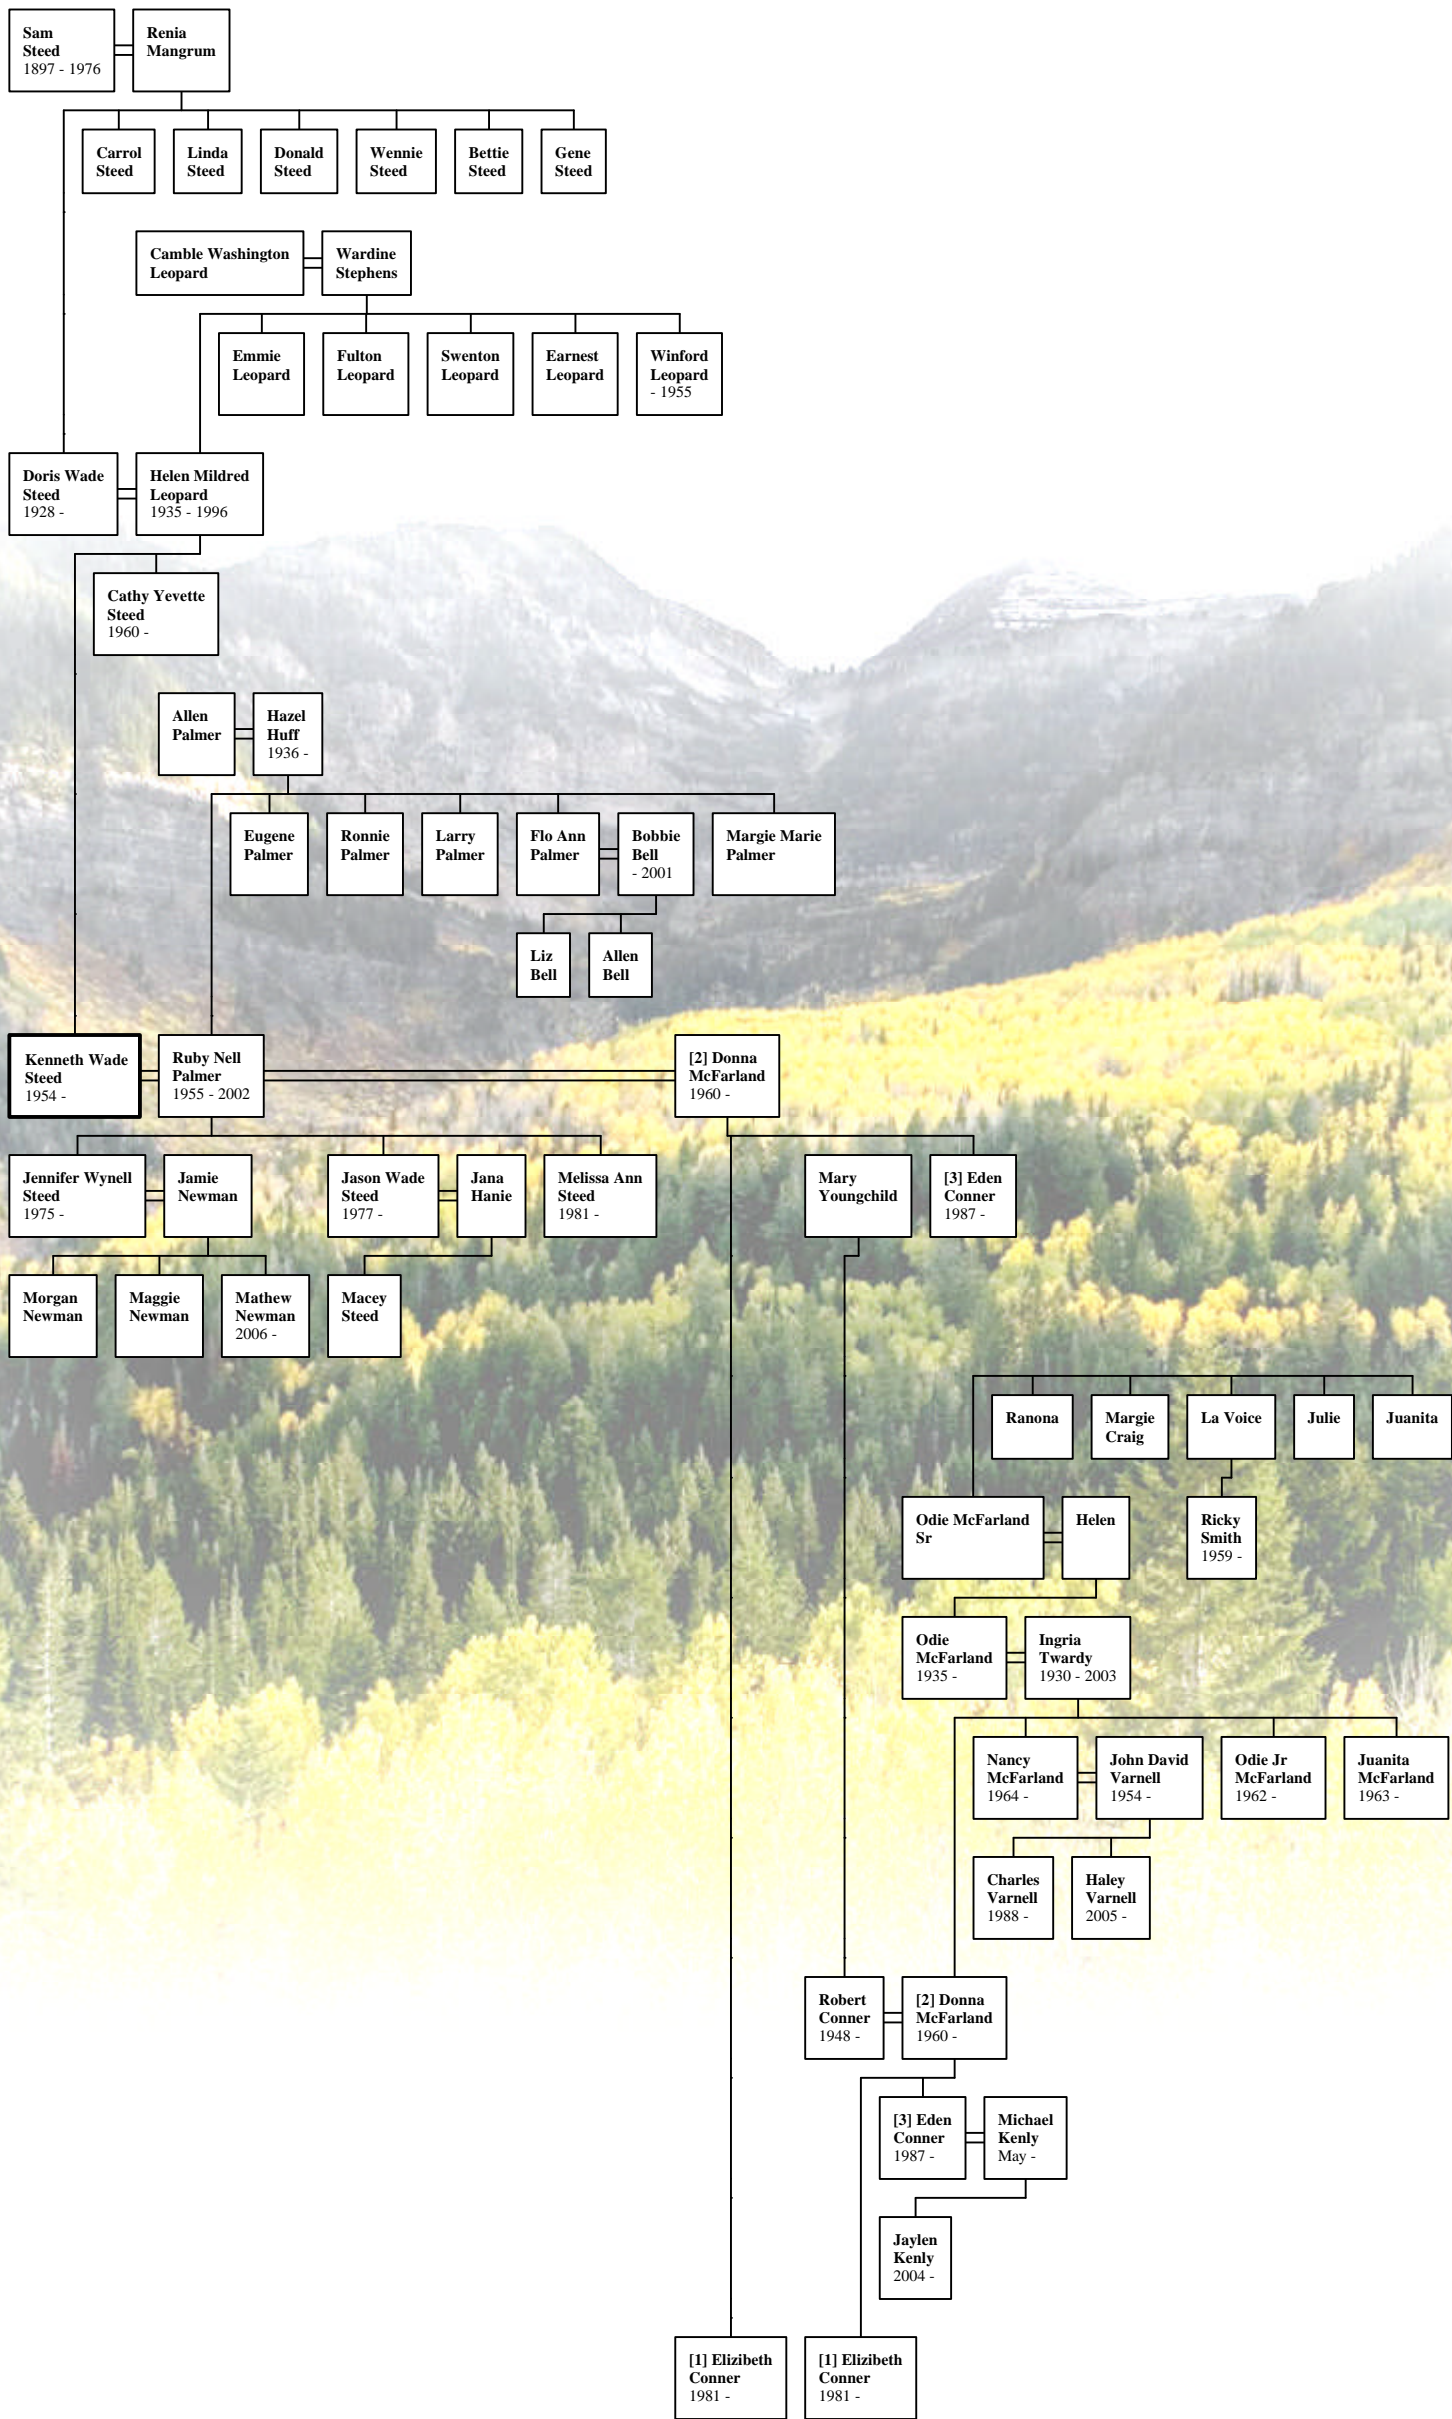 Sam
Steed
1897 - 1976
Renia
Mangrum
Carrol
Steed
Linda
Steed
Donald
Steed
Wennie
Steed
Bettie
Steed
Gene
Steed
Camble Washington
Leopard
Wardine
Stephens
Emmie
Leopard
Fulton
Leopard
Swenton
Leopard
Earnest
Leopard
Winford
Leopard
- 1955
Doris Wade
Steed
1928 -
Helen Mildred
Leopard
1935 - 1996
Cathy Yevette
Steed
1960 -
Allen
Palmer
Hazel
Huff
1936 -
Eugene
Palmer
Ronnie
Palmer
Larry
Palmer
Flo Ann
Palmer
Bobbie
Bell
- 2001
Margie Marie
Palmer
Liz
Bell
Allen
Bell
Kenneth Wade
Steed
1954 -
Ruby Nell
Palmer
1955 - 2002
[2] Donna
McFarland
1960 -
Jennifer Wynell
Steed
1975 -
Jamie
Newman
Jason Wade
Steed
1977 -
Jana
Hanie
Melissa Ann
Steed
1981 -
Mary
Youngchild
[3] Eden
Conner
1987 -
Morgan
Newman
Maggie
Newman
Mathew
Newman
2006 -
Macey
Steed
Ranona
Margie
Craig
La Voice
Julie
Juanita
Odie McFarland
Sr
Helen
Ricky
Smith
1959 -
Odie
McFarland
1935 -
Ingria
Twardy
1930 - 2003
Nancy
McFarland
1964 -
John David
Varnell
1954 -
Odie Jr
McFarland
1962 -
Juanita
McFarland
1963 -
Charles
Varnell
1988 -
Haley
Varnell
2005 -
Robert
Conner
1948 -
[2] Donna
McFarland
1960 -
[3] Eden
Conner
1987 -
Michael
Kenly
May -
Jaylen
Kenly
2004 -
[1] Elizibeth
Conner
1981 -
[1] Elizibeth
Conner
1981 -